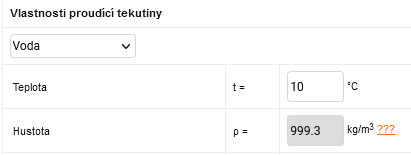 Vlastnosti proudící tekutiny
Voda
Teplota t = 10 °C
Hustota ρ = 999.3 kg/m³ ???